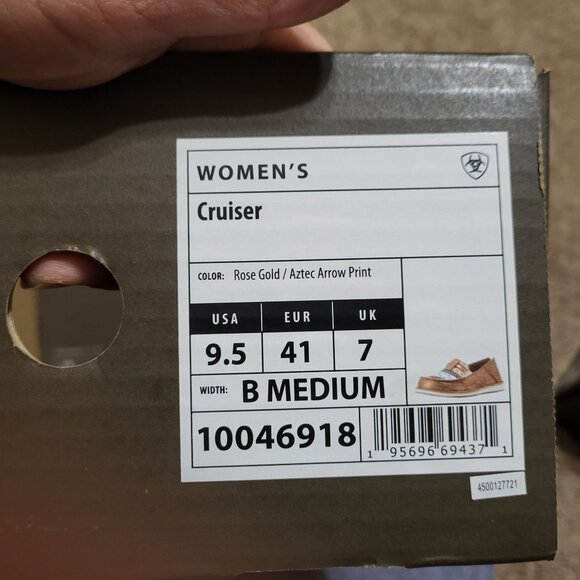 WOMEN'S
Cruiser
COLOR: Rose Gold / Aztec Arrow Print
USA EUR UK
9.5 41 7
WIDTH: B MEDIUM
10046918
1 95696 69437 1
4500127721